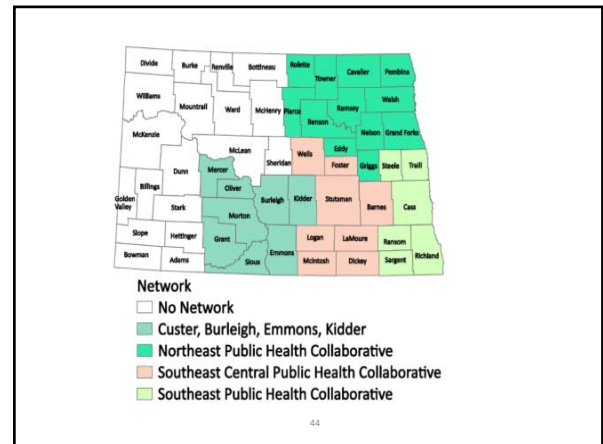 Divide
Burke
Renville
Bottineau
Rolette
Towner
Cavalier
Pembina
Williams
Mountrail
Ward
McHenry
Pierce
Benson
Ramsey
Walsh
Nelson
Grand Forks
McKenzie
McLean
Sheridan
Wells
Eddy
Foster
Griggs
Steele
Traill
Dunn
Mercer
Oliver
Billings
Golden
Valley
Stark
Morton
Burleigh
Kidder
Stutsman
Barnes
Cass
Slope
Hettinger
Grant
Logan
LaMoure
Ransom
Bowman
Adams
Sioux
Emmons
McIntosh
Dickey
Sargent
Richland
Network
No Network
Custer, Burleigh, Emmons, Kidder
Northeast Public Health Collaborative
Southeast Central Public Health Collaborative
Southeast Public Health Collaborative
44